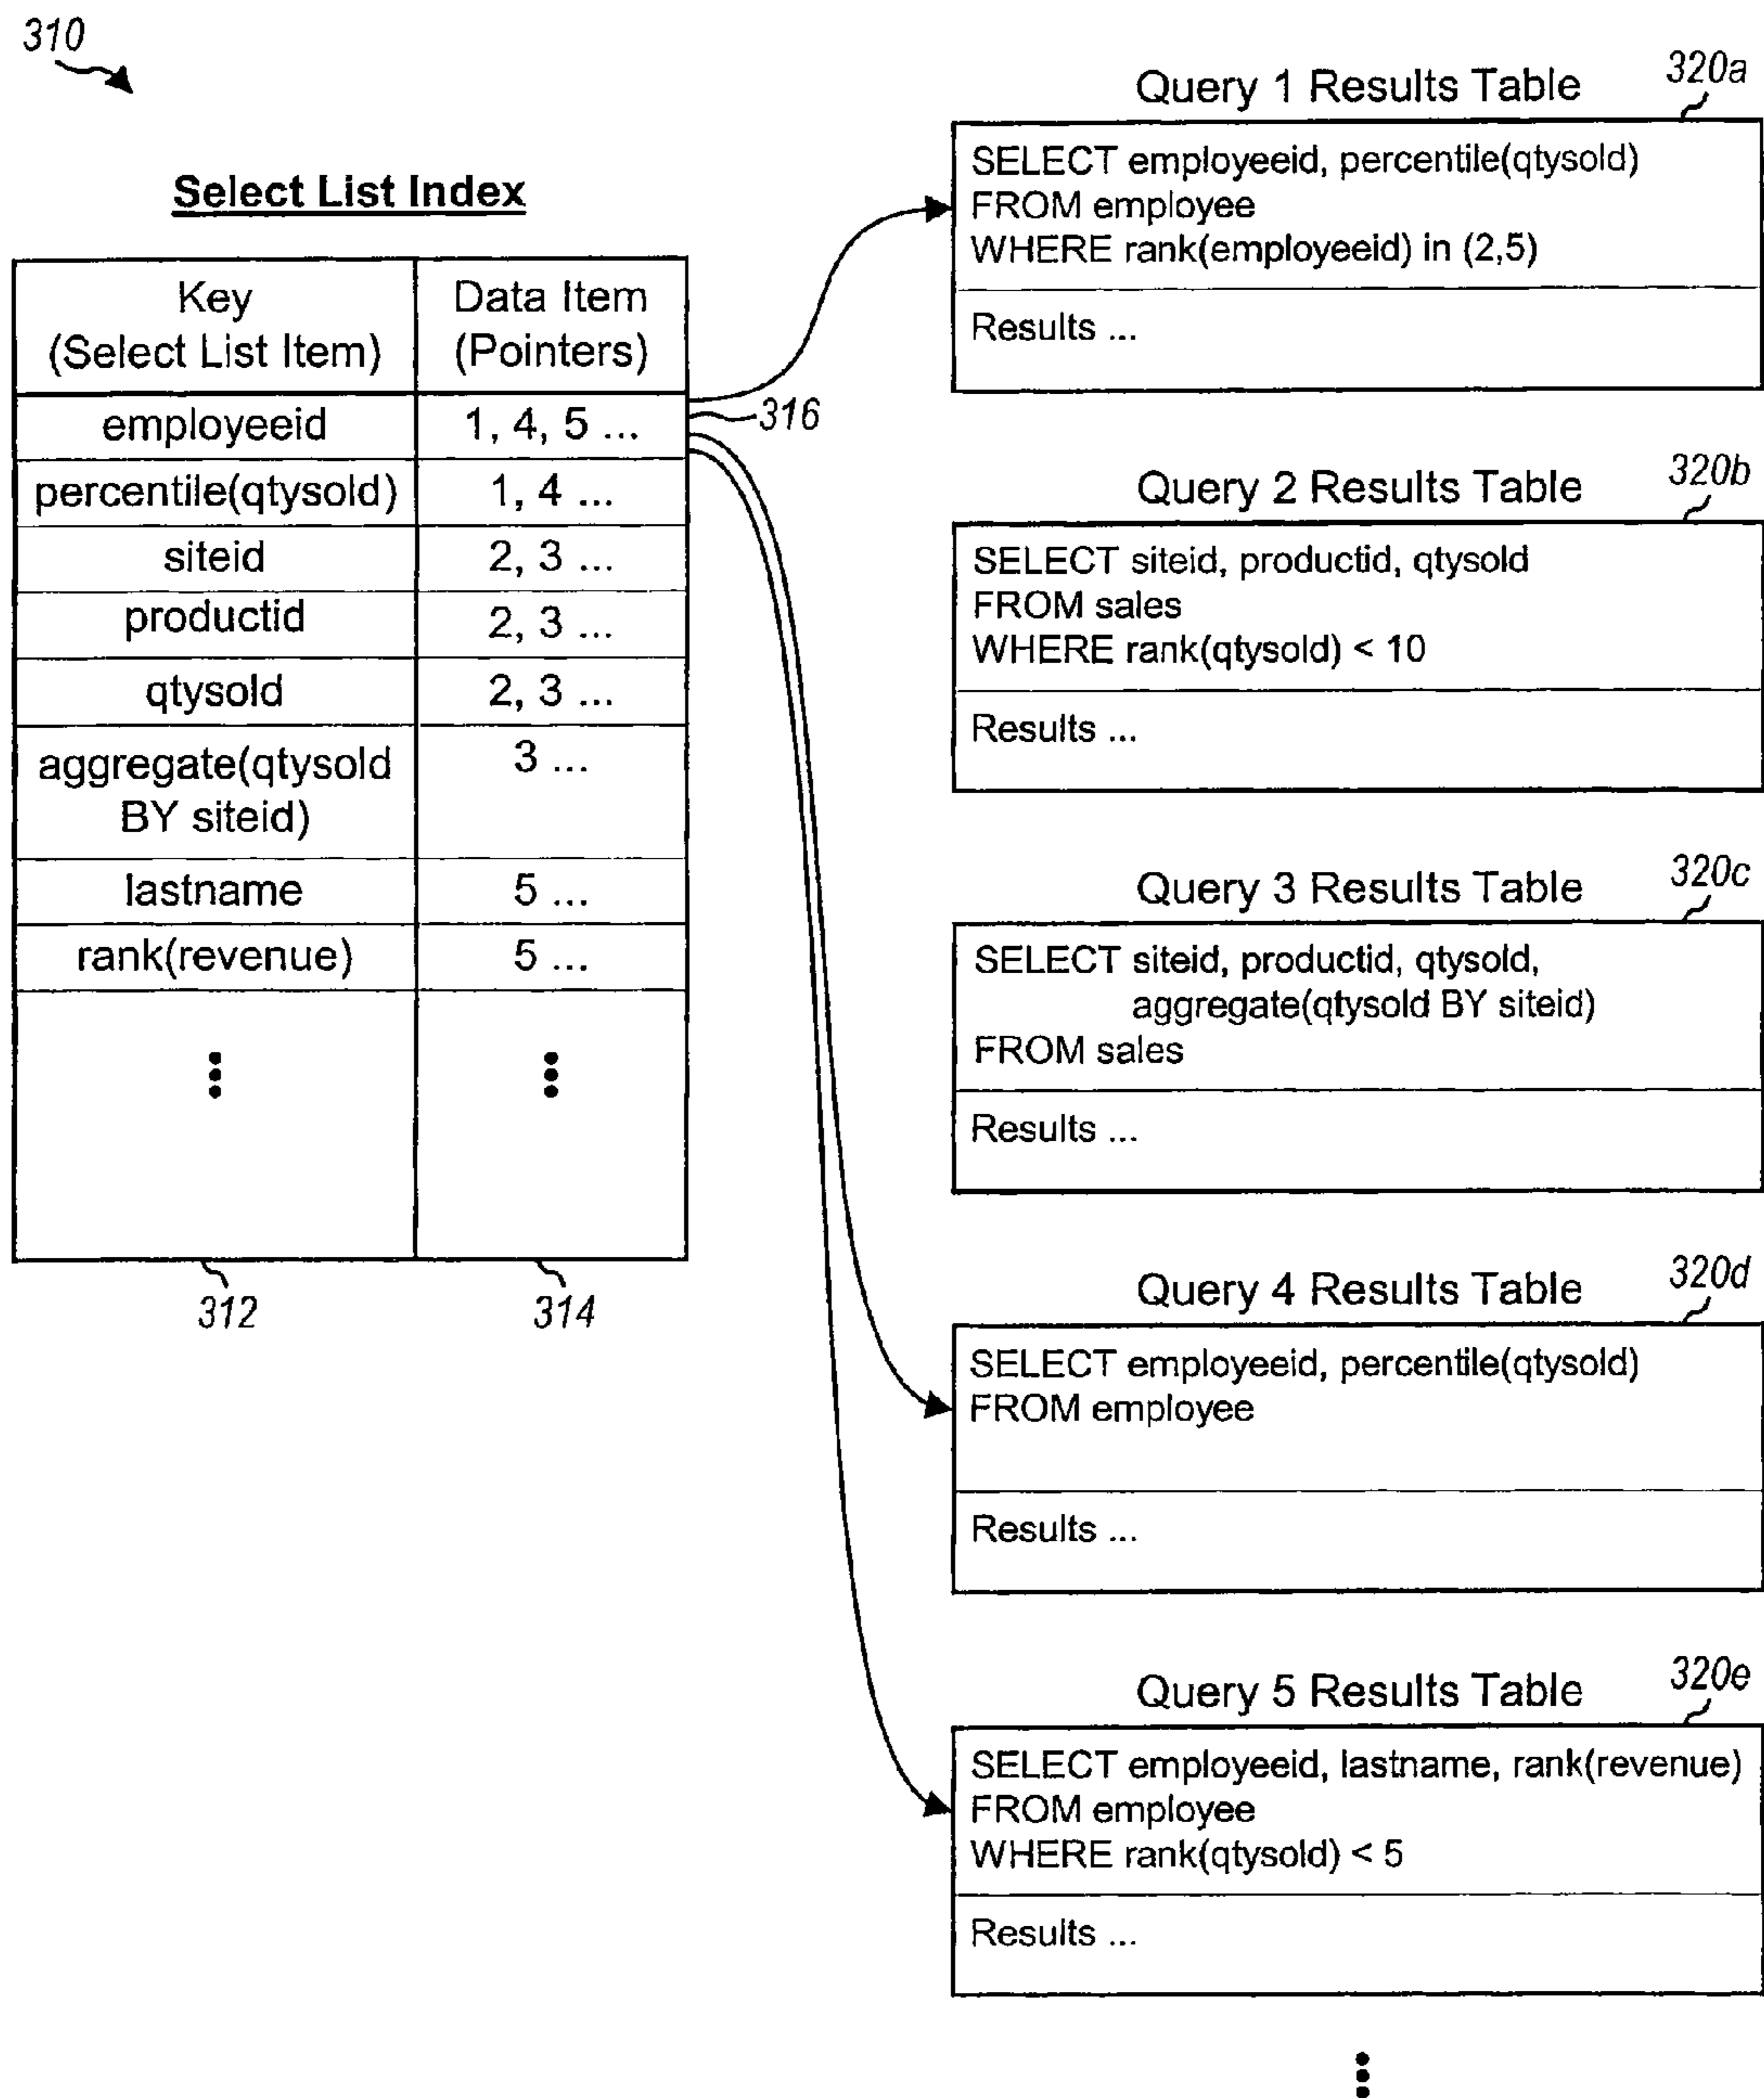 310
Select List Index
Key
(Select List Item)
Data Item
(Pointers)
employeeid 1, 4, 5 ...
316
percentile(qtysold) 1, 4 ...
siteid 2, 3 ...
productid 2, 3 ...
qtysold 2, 3 ...
aggregate(qtysold
BY siteid)
3 ...
lastname 5 ...
rank(revenue) 5 ...
312
314
Query 1 Results Table
320a
SELECT employeeid, percentile(qtysold)
FROM employee
WHERE rank(employeeid) in (2,5)
Results ...
Query 2 Results Table
320b
SELECT siteid, productid, qtysold
FROM sales
WHERE rank(qtysold) < 10
Results ...
Query 3 Results Table
320c
SELECT siteid, productid, qtysold,
aggregate(qtysold BY siteid)
FROM sales
Results ...
Query 4 Results Table
320d
SELECT employeeid, percentile(qtysold)
FROM employee
Results ...
Query 5 Results Table
320e
SELECT employeeid, lastname, rank(revenue)
FROM employee
WHERE rank(qtysold) < 5
Results ...